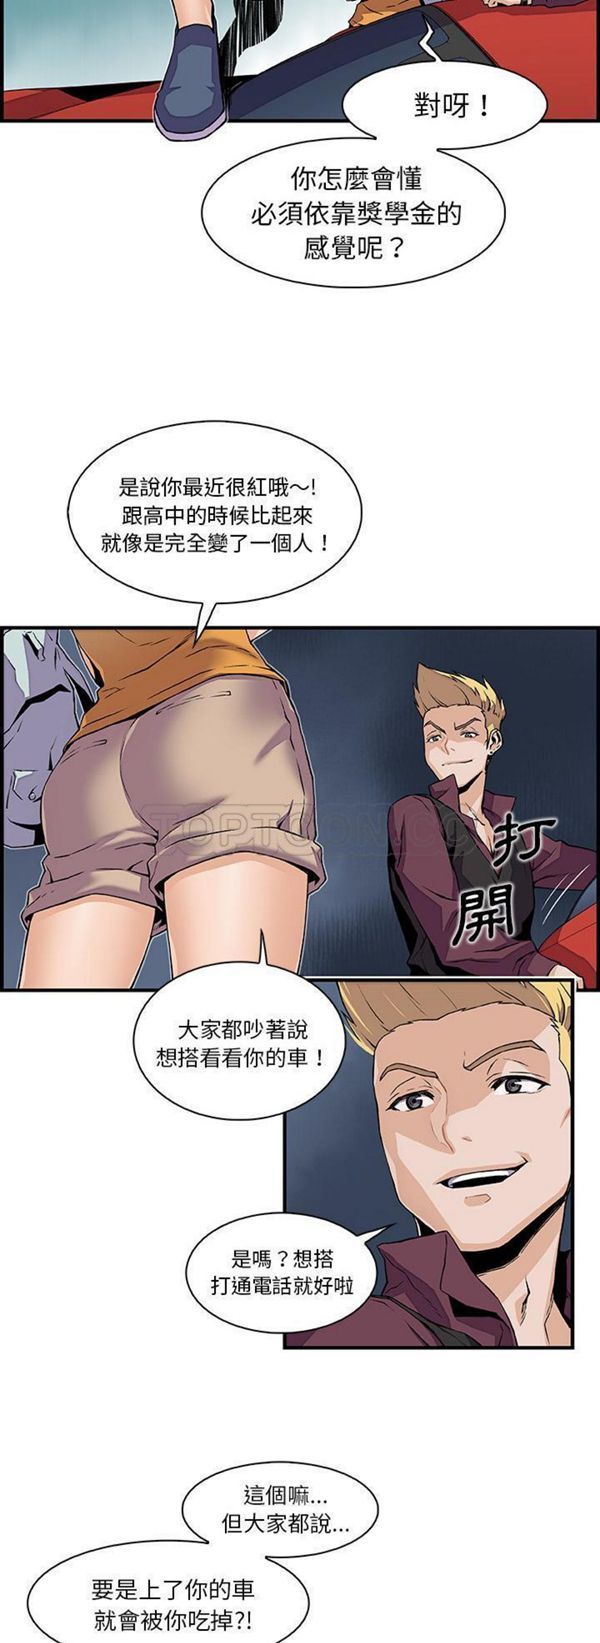 對呀！
你怎麼會懂
必須依靠獎學金的
感覺呢？
是說你最近很紅哦～!
跟高中的時候比起來
就像是完全變了一個人！
TOPTOON.CC
打
開
大家都吵著說
想搭看看你的車！
是嗎？想搭
打通電話就好啦
這個嘛...
但大家都說...
要是上了你的車
就會被你吃掉?!